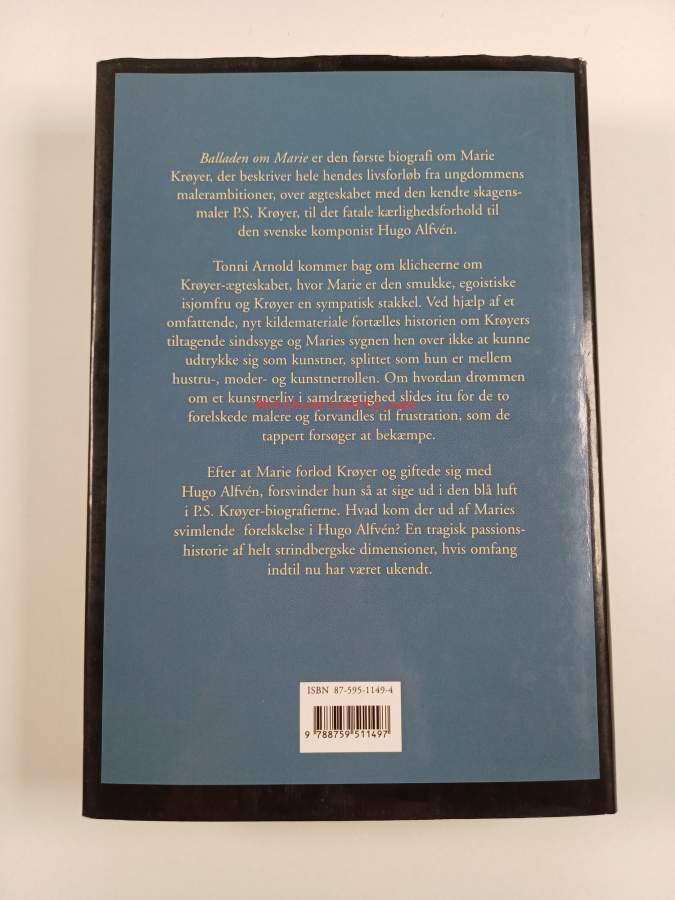 Balladen om Marie er den første biografi om Marie
Krøyer, der beskriver hele hendes livsforløb fra ungdommens
malerambitioner, over ægteskabet med den kendte skagens-
maler P.S. Krøyer, til det fatale kærlighedsforhold til
den svenske komponist Hugo Alfvén.
Tonni Arnold kommer bag om klicheerne om
Krøyer-ægteskabet, hvor Marie er den smukke, egoistiske
isjomfru og Krøyer en sympatisk stakkel. Ved hjælp af et
omfattende, nyt kildemateriale fortælles historien om Krøyers
tiltagende sindssyge og Maries sygnen hen over ikke at kunne
udtrykke sig som kunstner, splittet som hun er mellem
hustru-, moder- og kunstnerrollen. Om hvordan drømmen
om et kunstnerliv i samdrægtighed slides itu for de to
forelskede malere og forvandles til frustration, som de
tappert forsøger at bekæmpe.
Efter at Marie forlod Krøyer og giftede sig med
Hugo Alfvén, forsvinder hun så at sige ud i den blå luft
i P.S. Krøyer-biografierne. Hvad kom der ud af Maries
svimlende forelskelse i Hugo Alfvén? En tragisk passions-
historie af helt strindbergske dimensioner, hvis omfang
indtil nu har været ukendt.
ISBN 87-595-1149-4
9 788759 511497